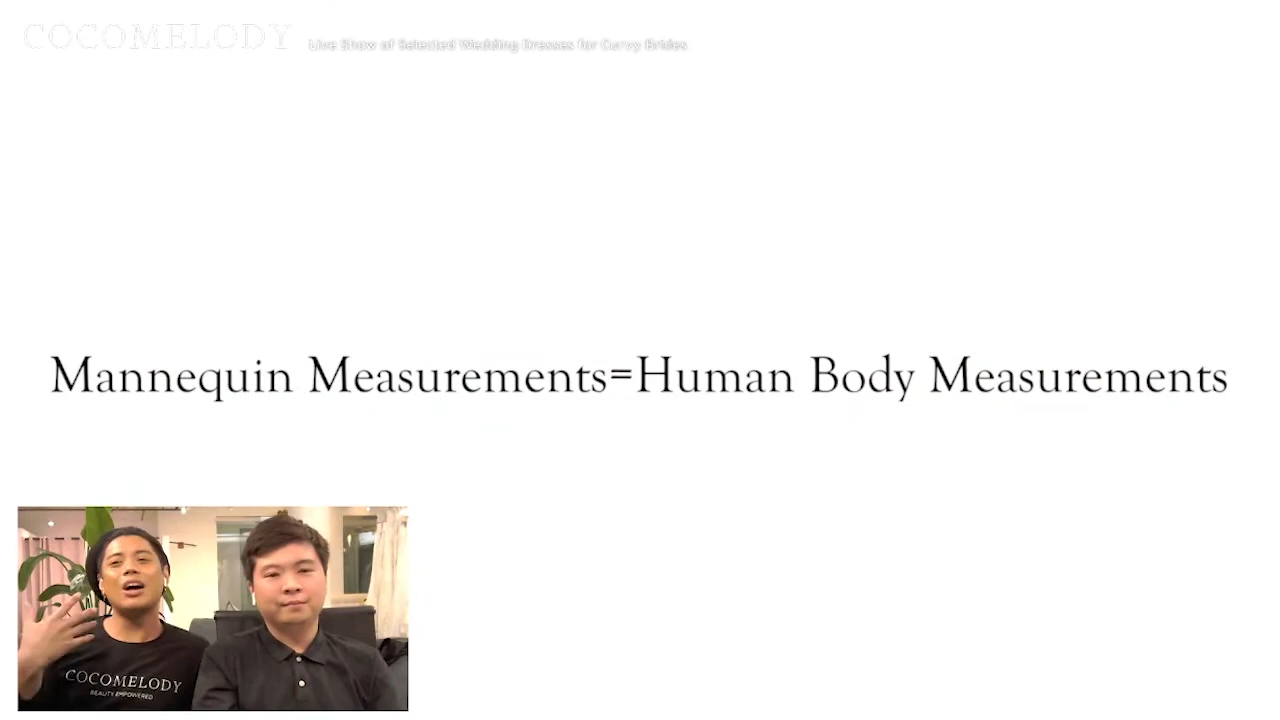 COCOMELODY Live Show of Selected Wedding Dresses for Curvy Brides
Mannequin Measurements=Human Body Measurements
COCOMELODY
BEAUTY EMPOWERED